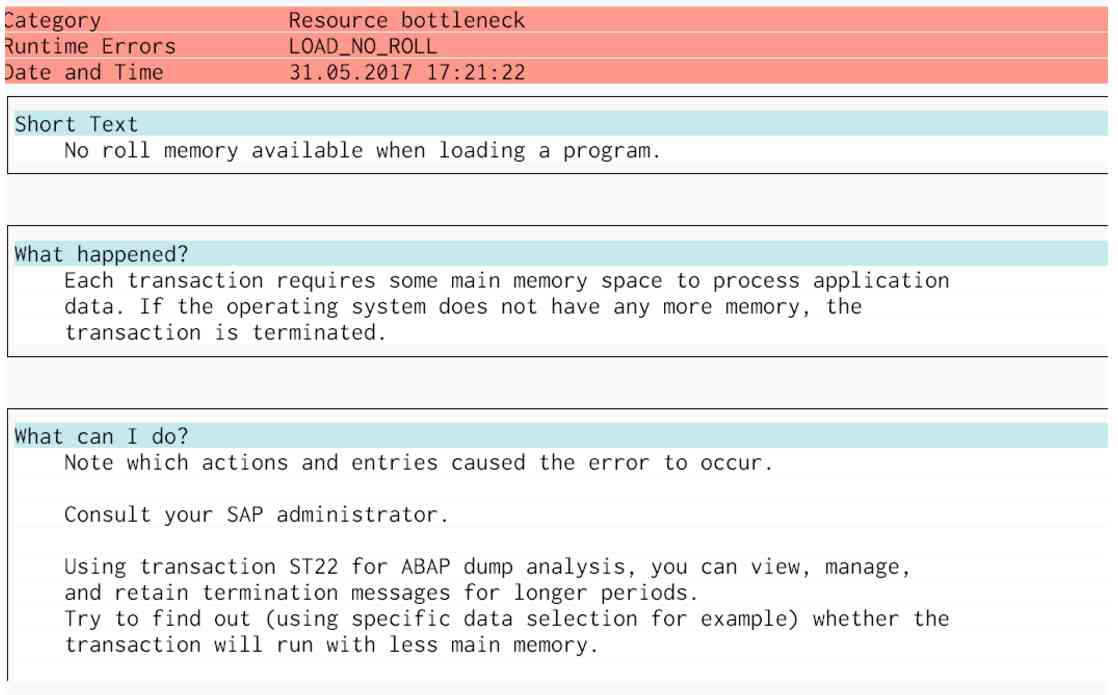 Category Resource bottleneck
Runtime Errors LOAD_NO_ROLL
Date and Time 31.05.2017 17:21:22
Short Text
No roll memory available when loading a program.
What happened?
Each transaction requires some main memory space to process application
data. If the operating system does not have any more memory, the
transaction is terminated.
What can I do?
Note which actions and entries caused the error to occur.
Consult your SAP administrator.
Using transaction ST22 for ABAP dump analysis, you can view, manage,
and retain termination messages for longer periods.
Try to find out (using specific data selection for example) whether the
transaction will run with less main memory.